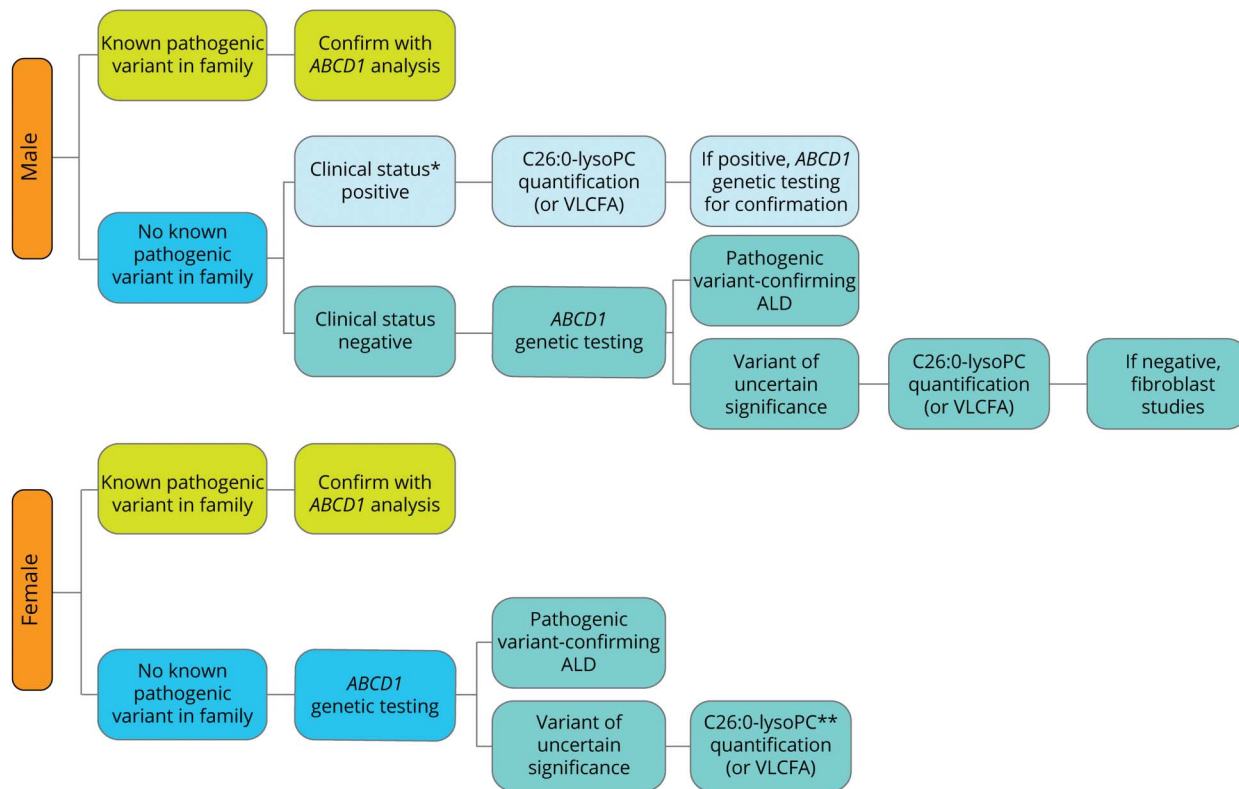 Male
Known pathogenic
variant in family
Confirm with
ABCD1 analysis
No known
pathogenic
variant in family
Clinical status*
positive
C26:0-lysoPC
quantification
(or VLCFA)
If positive, ABCD1
genetic testing
for confirmation
Clinical status
negative
ABCD1
genetic testing
Pathogenic
variant-confirming
ALD
Variant of
uncertain
significance
C26:0-lysoPC
quantification
(or VLCFA)
If negative,
fibroblast
studies
Female
Known pathogenic
variant in family
Confirm with
ABCD1 analysis
No known
pathogenic
variant in family
ABCD1
genetic testing
Pathogenic
variant-confirming
ALD
Variant of
uncertain
significance
C26:0-lysoPC**
quantification
(or VLCFA)